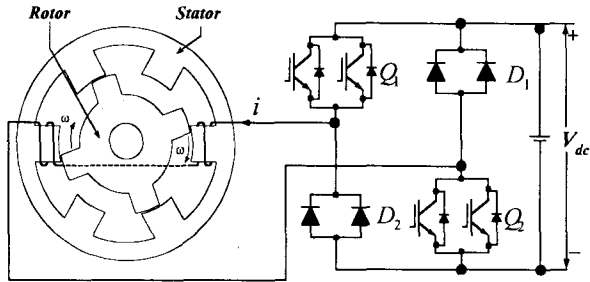 Rotor
Stator
ω
ω
i
Q1
D1
D2
Q2
+
Vdc
−